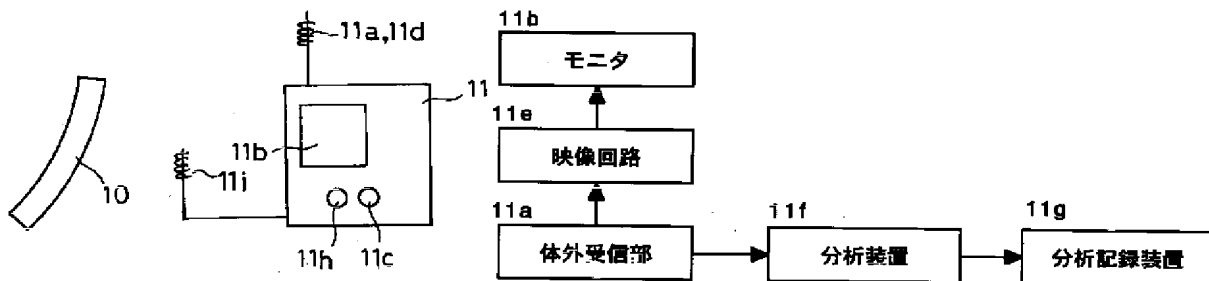 10
11a,11d
11
11b
11i
11h
11c
11b
モニタ
11e
映像回路
11a
体外受信部
11f
分析装置
11g
分析記録装置